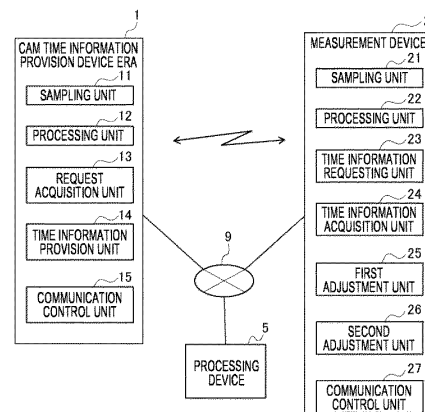 1
CAM TIME INFORMATION
PROVISION DEVICE ERA
11
SAMPLING UNIT
12
PROCESSING UNIT
13
REQUEST
ACQUISITION UNIT
14
TIME INFORMATION
PROVISION UNIT
15
COMMUNICATION
CONTROL UNIT
9
5
PROCESSING
DEVICE
MEASUREMENT DEVICE
21
SAMPLING UNIT
22
PROCESSING UNIT
23
TIME INFORMATION
REQUESTING UNIT
24
TIME INFORMATION
ACQUISITION UNIT
25
FIRST
ADJUSTMENT UNIT
26
SECOND
ADJUSTMENT UNIT
27
COMMUNICATION
CONTROL UNIT